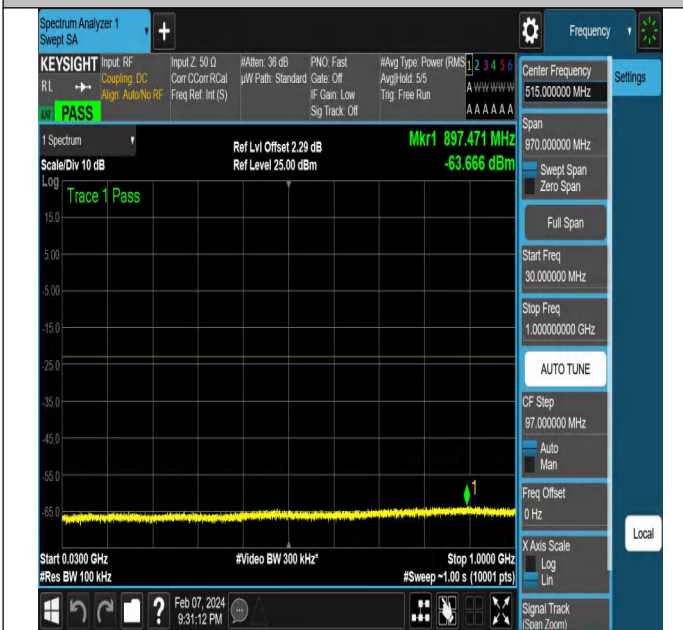 Spectrum Analyzer 1
Swept SA
Frequency
KEYSIGHT
RL
LNI PASS
Input: RF
Coupling: DC
Align: Auto/No RF
Input Z: 50 Ω
Corr CCorr RCal
Freq Ref: Int (S)
#Atten: 36 dB
µW Path: Standard
PNO: Fast
Gate: Off
IF Gain: Low
Sig Track: Off
#Avg Type: Power (RMS
Avg|Hold: 5/5
Trig: Free Run
1 2 3 4 5 6
A W W W W W
A A A A A A
1 Spectrum
Scale/Div 10 dB
Ref Lvl Offset 2.29 dB
Ref Level 25.00 dBm
Mkr1 897.471 MHz
-63.666 dBm
Log
Trace 1 Pass
15.0
5.00
-5.00
-15.0
-25.0
-35.0
-45.0
-55.0
-65.0
1
Start 0.0300 GHz
#Res BW 100 kHz
#Video BW 300 kHz*
Stop 1.0000 GHz
#Sweep ~1.00 s (10001 pts)
Center Frequency
515.000000 MHz
Settings
Span
970.000000 MHz
Swept Span
Zero Span
Full Span
Start Freq
30.000000 MHz
Stop Freq
1.000000000 GHz
AUTO TUNE
CF Step
97.000000 MHz
Auto
Man
Freq Offset
0 Hz
X Axis Scale
Log
Lin
Local
Signal Track
(Span Zoom)
?
Feb 07, 2024
9:31:12 PM